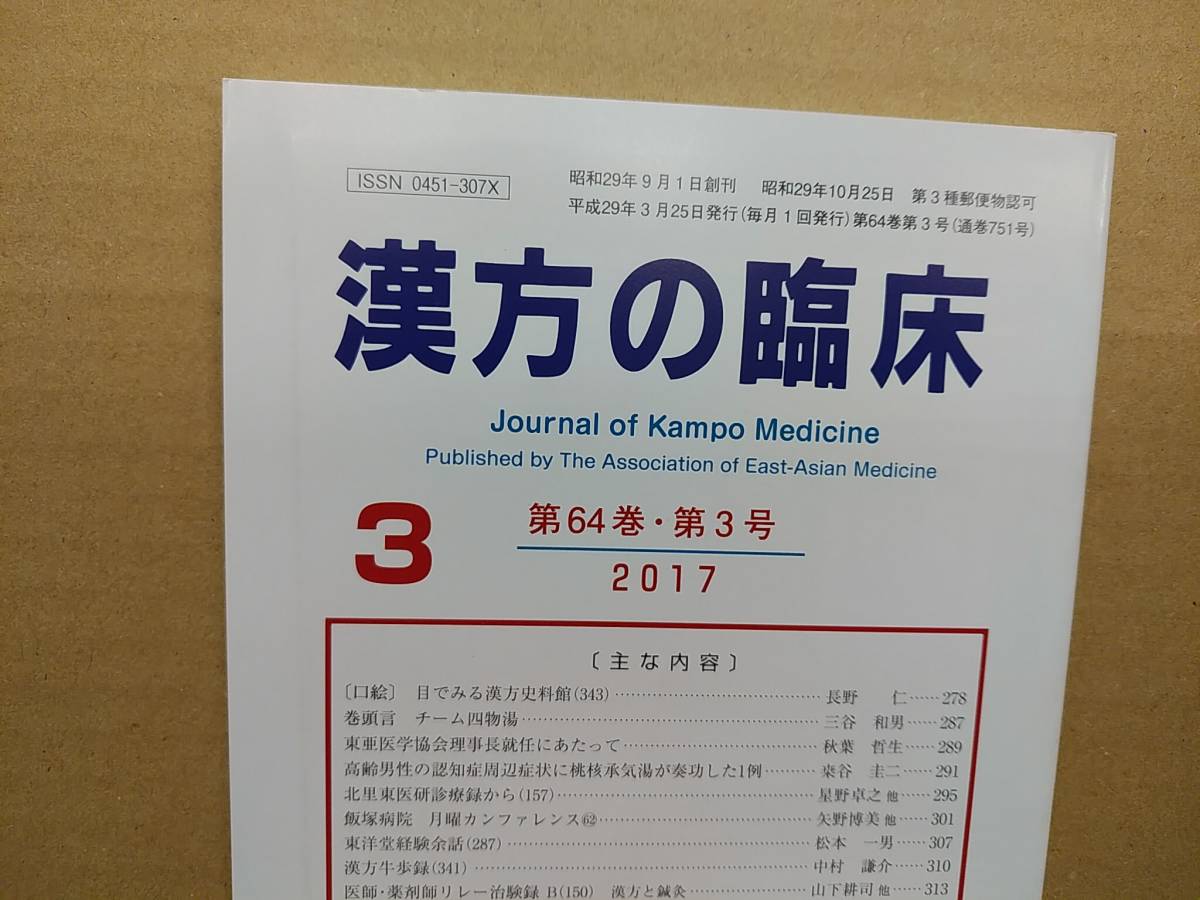 ISSN 0451-307X
昭和29年9月1日創刊 昭和29年10月25日 第3種郵便物認可
平成29年3月25日発行(毎月1回発行)第64巻第3号(通巻751号)
漢方の臨床
Journal of Kampo Medicine
Published by The Association of East-Asian Medicine
3
第64巻・第3号
2017
〔主な内容〕
〔口絵〕 目でみる漢方史料館(343)……長野 仁……278
巻頭言 チーム四物湯……三谷 和男……287
東亜医学協会理事長就任にあたって……秋葉 哲生……289
高齢男性の認知症周辺症状に桃核承気湯が奏功した1例……桒谷 圭二……291
北里東医研診療録から(157)……星野卓之 他……295
飯塚病院 月曜カンファレンス62……矢野博美 他……301
東洋堂経験余話(287)……松本 一男……307
漢方牛歩録(341)……中村 謙介……310
医師・薬剤師リレー治験録 B(150) 漢方と鍼灸……山下耕司 他……313